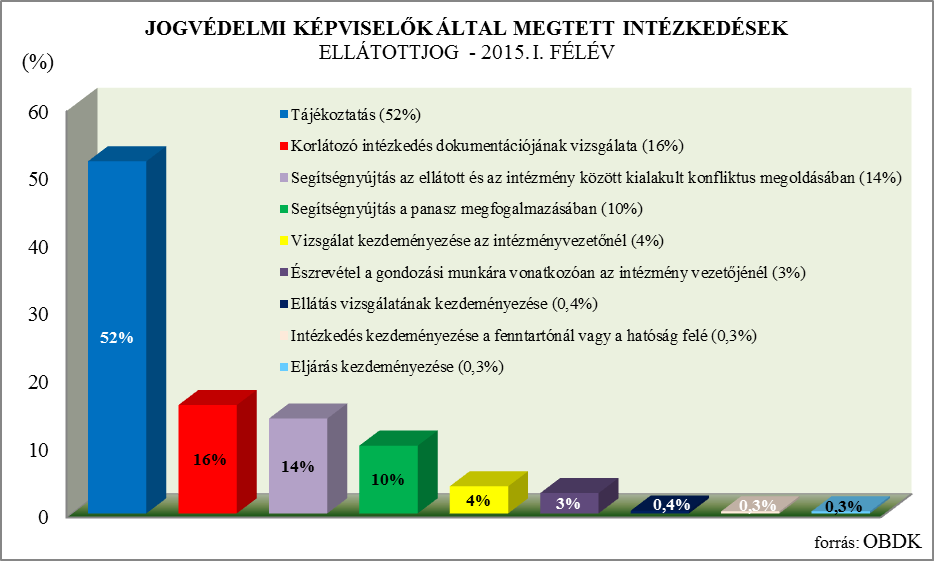 JOGVÉDELMI KÉPVISELŐK ÁLTAL MEGTETT INTÉZKEDÉSEK
ELLÁTOTTJOG - 2015. I. FÉLÉV
(%)
60
50
40
30
20
10
0
Tájékoztatás (52%)
Korlátozó intézkedés dokumentációjának vizsgálata (16%)
Segítségnyújtás az ellátott és az intézmény között kialakult konfliktus megoldásában (14%)
Segítségnyújtás a panasz megfogalmazásában (10%)
Vizsgálat kezdeményezése az intézményvezetőnél (4%)
Észrevétel a gondozási munkára vonatkozóan az intézmény vezetőjénél (3%)
Ellátás vizsgálatának kezdeményezése (0,4%)
Intézkedés kezdeményezése a fenntartónál vagy a hatóság felé (0,3%)
Eljárás kezdeményezése (0,3%)
52%
16%
14%
10%
4%
3%
0,4%
0,3%
0,3%
forrás: OBDK